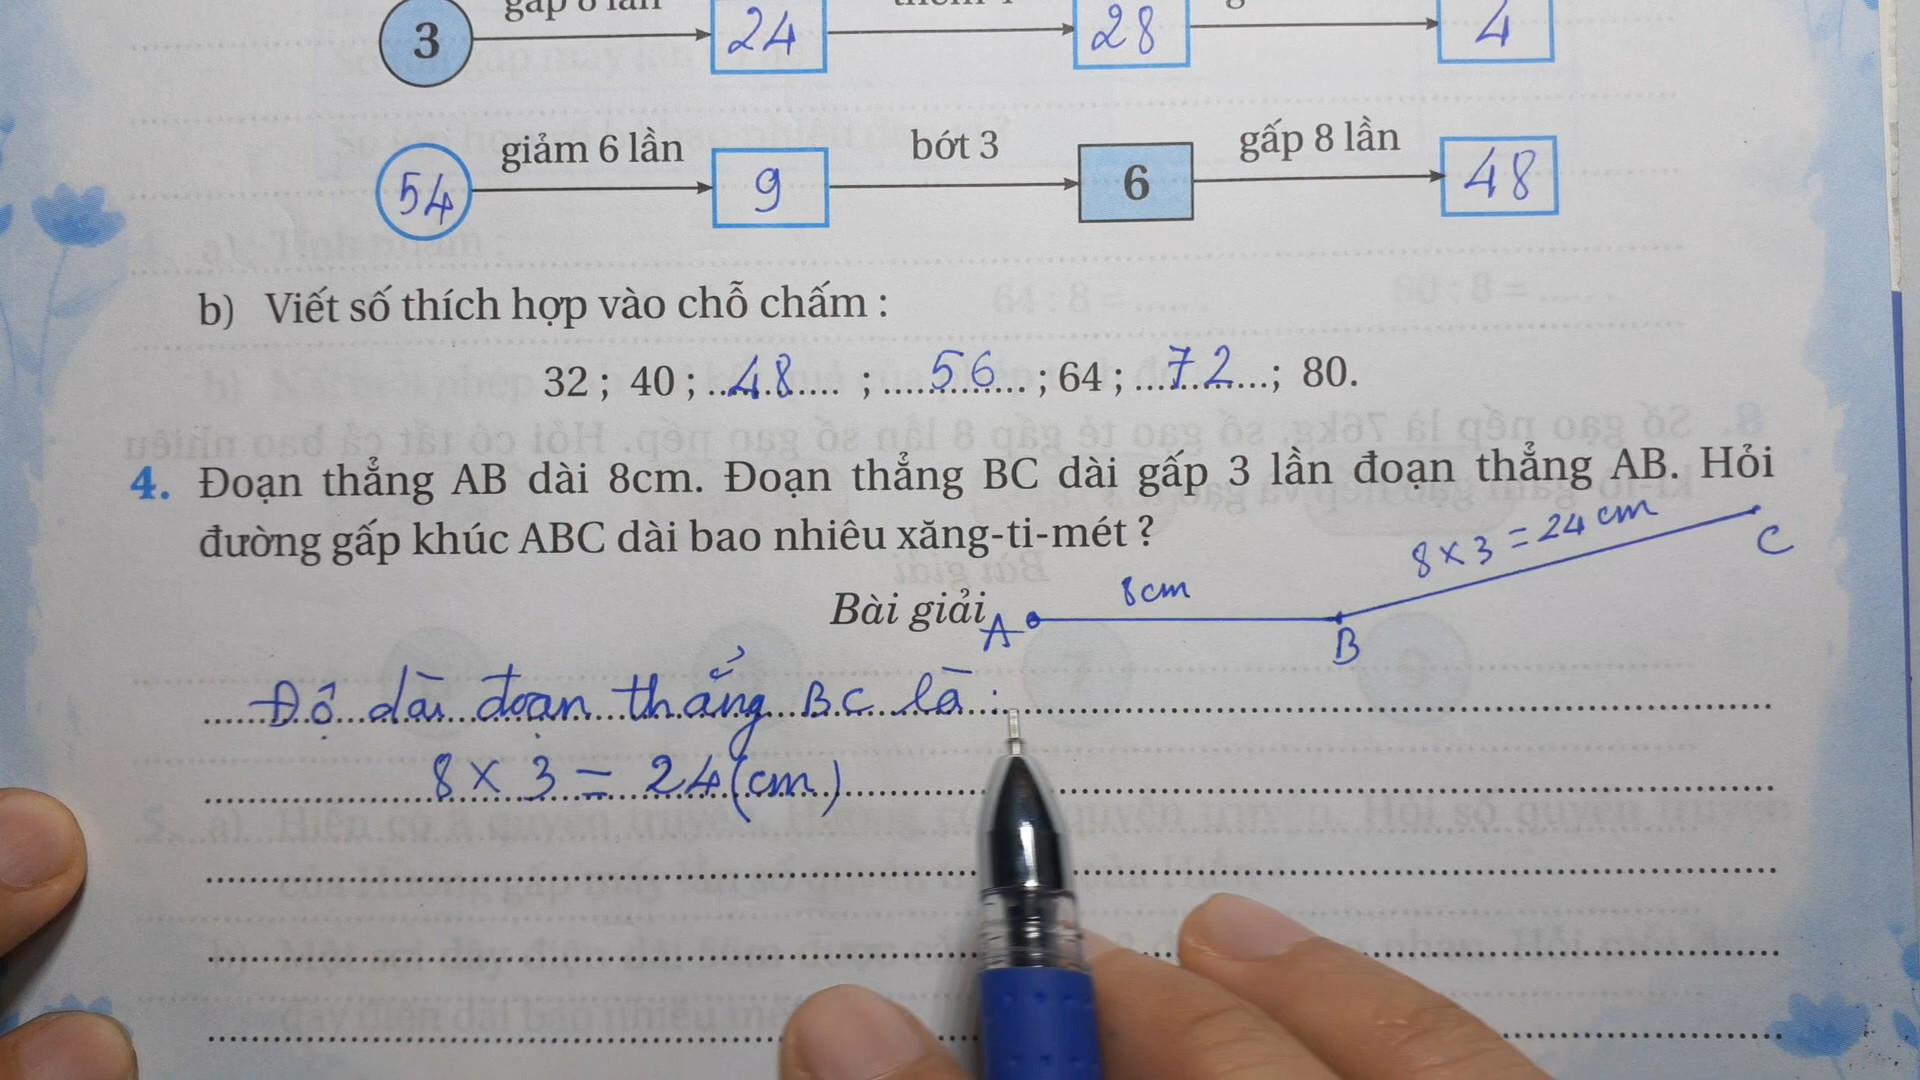 3 24 28 4
giảm 6 lần bớt 3 gấp 8 lần
54 9 6 48
b) Viết số thích hợp vào chỗ chấm :
32 ; 40 ; ...48... ; ...56... ; 64 ; ...72...; 80.
4. Đoạn thẳng AB dài 8cm. Đoạn thẳng BC dài gấp 3 lần đoạn thẳng AB. Hỏi
đường gấp khúc ABC dài bao nhiêu xăng-ti-mét ?
8 x 3 = 24 cm
C
8cm
Bài giải
A
B
Độ dài đoạn thẳng BC là :
8 x 3 = 24 (cm)